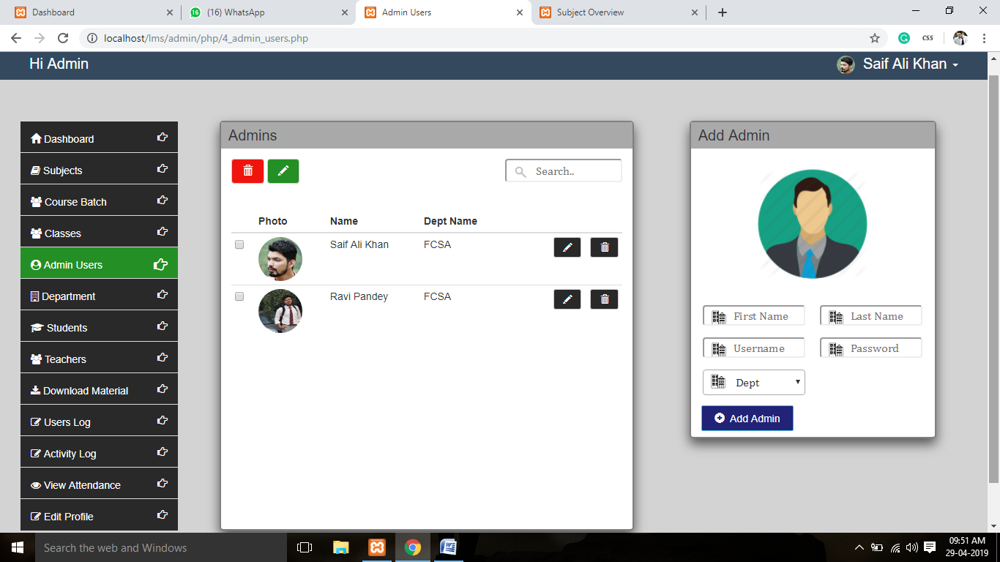 Dashboard
(16) WhatsApp
Admin Users
Subject Overview
localhost/lms/admin/php/4_admin_users.php
css
Hi Admin
Saif Ali Khan
Dashboard
Subjects
Course Batch
Classes
Admin Users
Department
Students
Teachers
Download Material
Users Log
Activity Log
View Attendance
Edit Profile
Admins
Search..
Photo Name Dept Name
Saif Ali Khan FCSA
Ravi Pandey FCSA
Add Admin
First Name Last Name
Username Password
Dept
Add Admin
Search the web and Windows
09:51 AM
29-04-2019